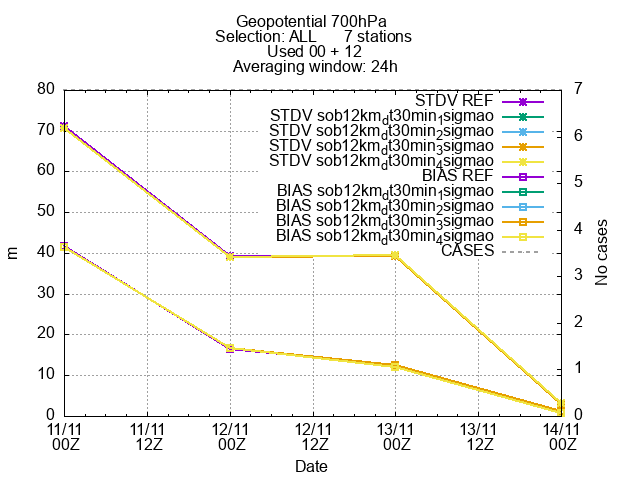 Geopotential 700hPa
Selection: ALL      7 stations
Used 00 + 12
Averaging window: 24h
80
70
60
50
40
30
20
10
0
m
7
6
5
4
3
2
1
0
No cases
STDV REF
STDV sob12km_dt30min_1sigmao
STDV sob12km_dt30min_2sigmao
STDV sob12km_dt30min_3sigmao
STDV sob12km_dt30min_4sigmao
BIAS REF
BIAS sob12km_dt30min_1sigmao
BIAS sob12km_dt30min_2sigmao
BIAS sob12km_dt30min_3sigmao
BIAS sob12km_dt30min_4sigmao
CASES
11/11 11/11 12/11 12/11 13/11 13/11 14/11
00Z 12Z 00Z 12Z 00Z 12Z 00Z
Date